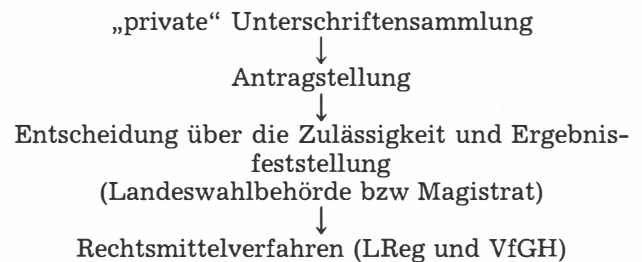 „private“ Unterschriftensammlung
↓
Antragstellung
↓
Entscheidung über die Zulässigkeit und Ergebnis-
feststellung
(Landeswahlbehörde bzw Magistrat)
↓
Rechtsmittelverfahren (LReg und VfGH)